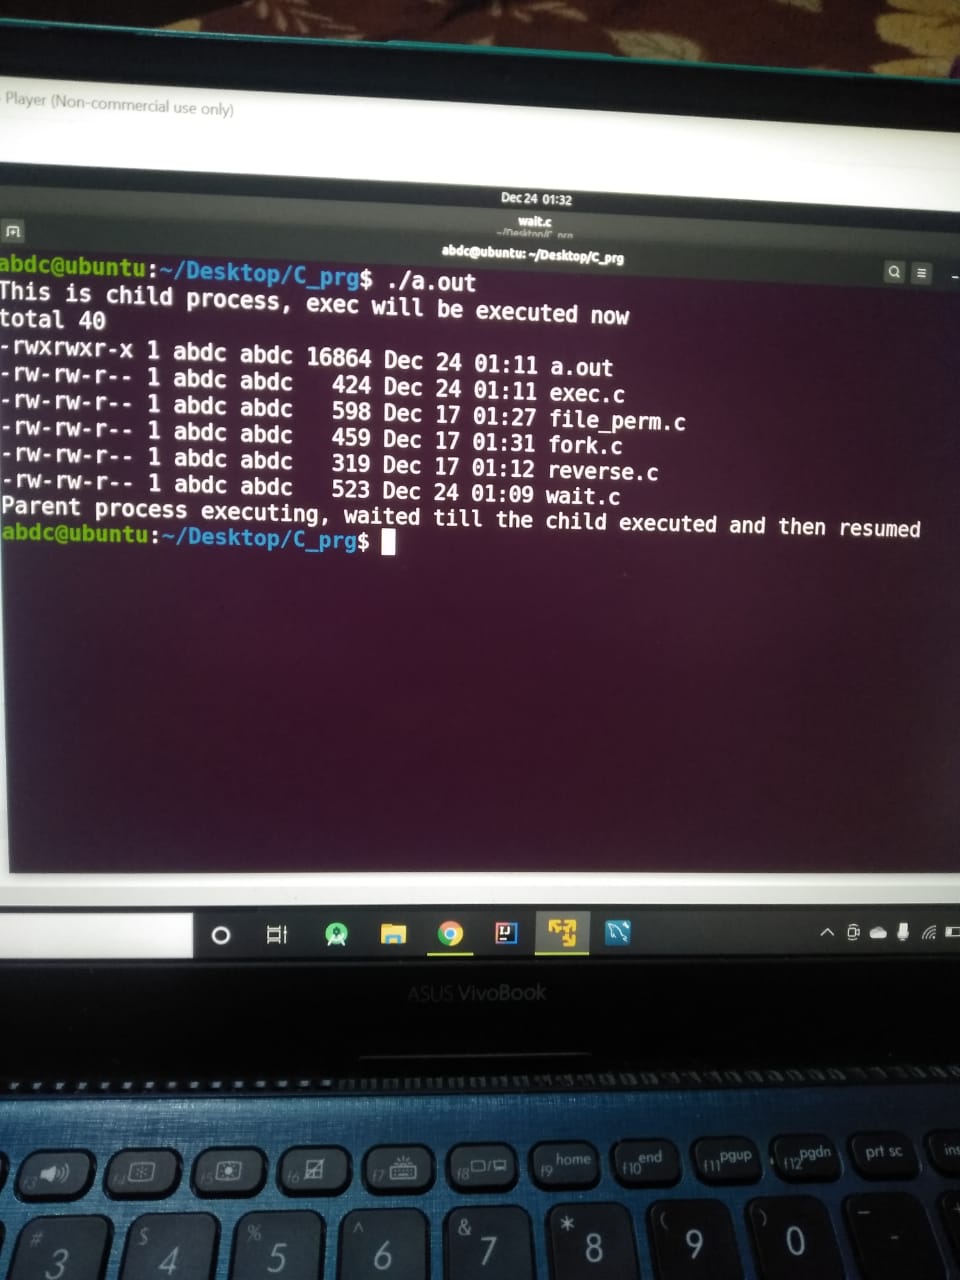 Player (Non-commercial use only)
Dec 24 01:32
wait.c
~/Desktop/C_prg
abdc@ubuntu: ~/Desktop/C_prg
abdc@ubuntu:~/Desktop/C_prg$ ./a.out
This is child process, exec will be executed now
total 40
-rwxrwxr-x 1 abdc abdc 16864 Dec 24 01:11 a.out
-rw-rw-r-- 1 abdc abdc   424 Dec 24 01:11 exec.c
-rw-rw-r-- 1 abdc abdc   598 Dec 17 01:27 file_perm.c
-rw-rw-r-- 1 abdc abdc   459 Dec 17 01:31 fork.c
-rw-rw-r-- 1 abdc abdc   319 Dec 17 01:12 reverse.c
-rw-rw-r-- 1 abdc abdc   523 Dec 24 01:09 wait.c
Parent process executing, waited till the child executed and then resumed
abdc@ubuntu:~/Desktop/C_prg$
IJ
ASUS VivoBook
f3 f4 f5 f6 f7 f8 f9 home f10 end f11 pgup f12 pgdn prt sc ins
# $ % ^ & * ( ) _
3 4 5 6 7 8 9 0 -